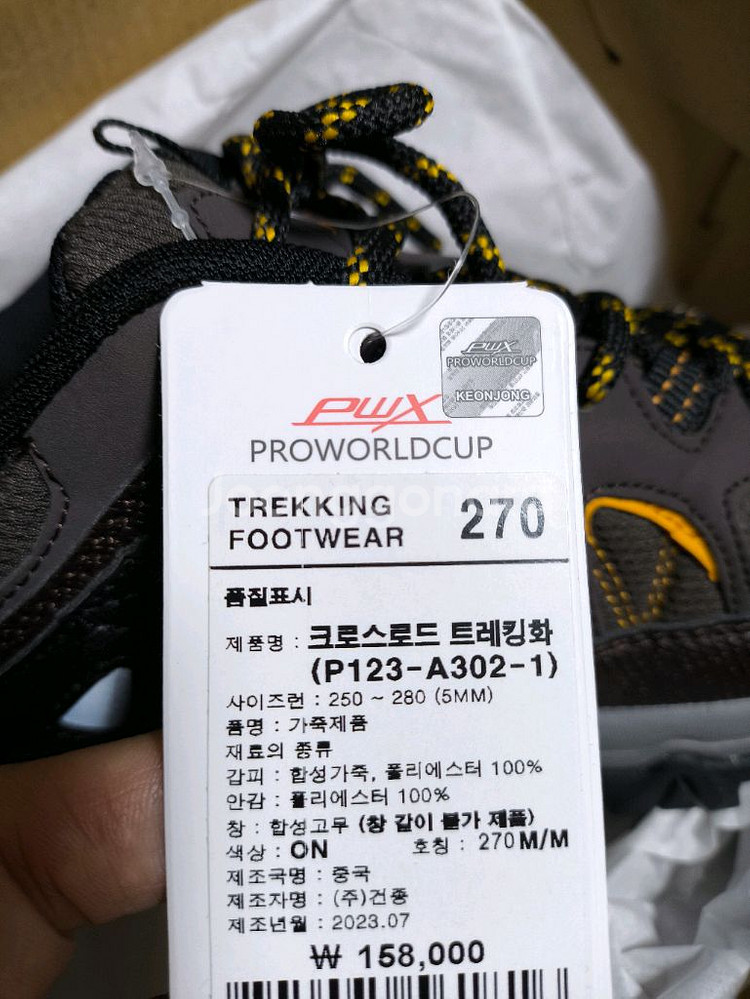 PWX
PROWORLDCUP
KEONJONG
PWX
PROWORLDCUP
TREKKING
FOOTWEAR
270
품질표시
제품명 : 크로스로드 트레킹화
(P123-A302-1)
사이즈런 : 250 ~ 280 (5MM)
품명 : 가죽제품
재료의 종류
갑피 : 합성가죽, 폴리에스터 100%
안감 : 폴리에스터 100%
창 : 합성고무 (창 갈이 불가 제품)
색상 : ON 호칭 : 270 M/M
제조국명 : 중국
제조자명 : (주)건종
제조년월 : 2023.07
₩ 158,000